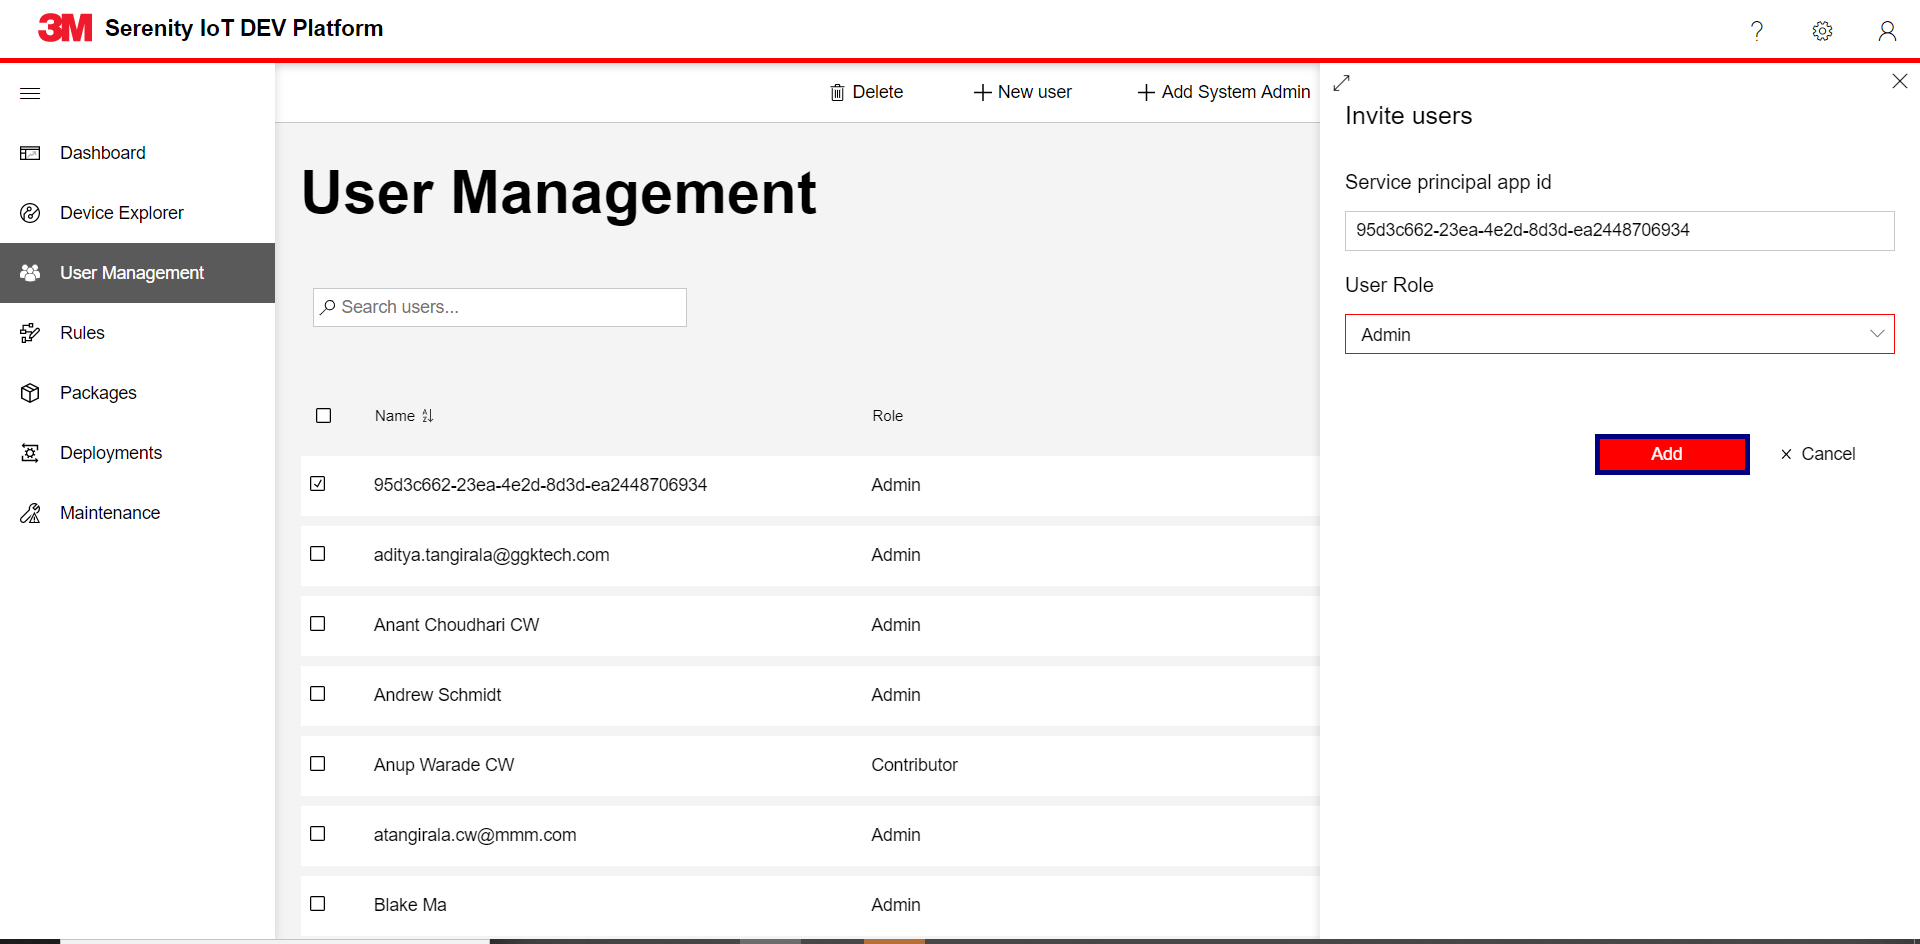 3M Serenity IoT DEV Platform
?
Delete
New user
Add System Admin
Dashboard
Device Explorer
User Management
Rules
Packages
Deployments
Maintenance
User Management
Search users...
Name
Role
95d3c662-23ea-4e2d-8d3d-ea2448706934 Admin
aditya.tangirala@ggktech.com Admin
Anant Choudhari CW Admin
Andrew Schmidt Admin
Anup Warade CW Contributor
atangirala.cw@mmm.com Admin
Blake Ma Admin
Invite users
Service principal app id
95d3c662-23ea-4e2d-8d3d-ea2448706934
User Role
Admin
Add
Cancel